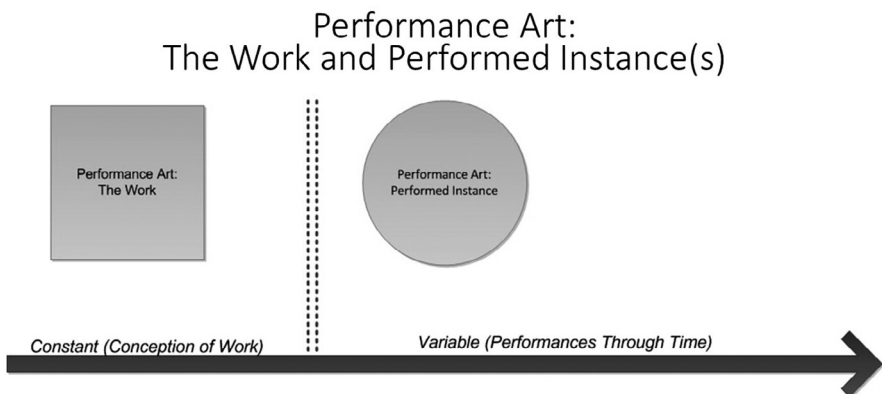 Performance Art:
The Work and Performed Instance(s)
Performance Art:
The Work
Performance Art:
Performed Instance
Constant (Conception of Work)
Variable (Performances Through Time)